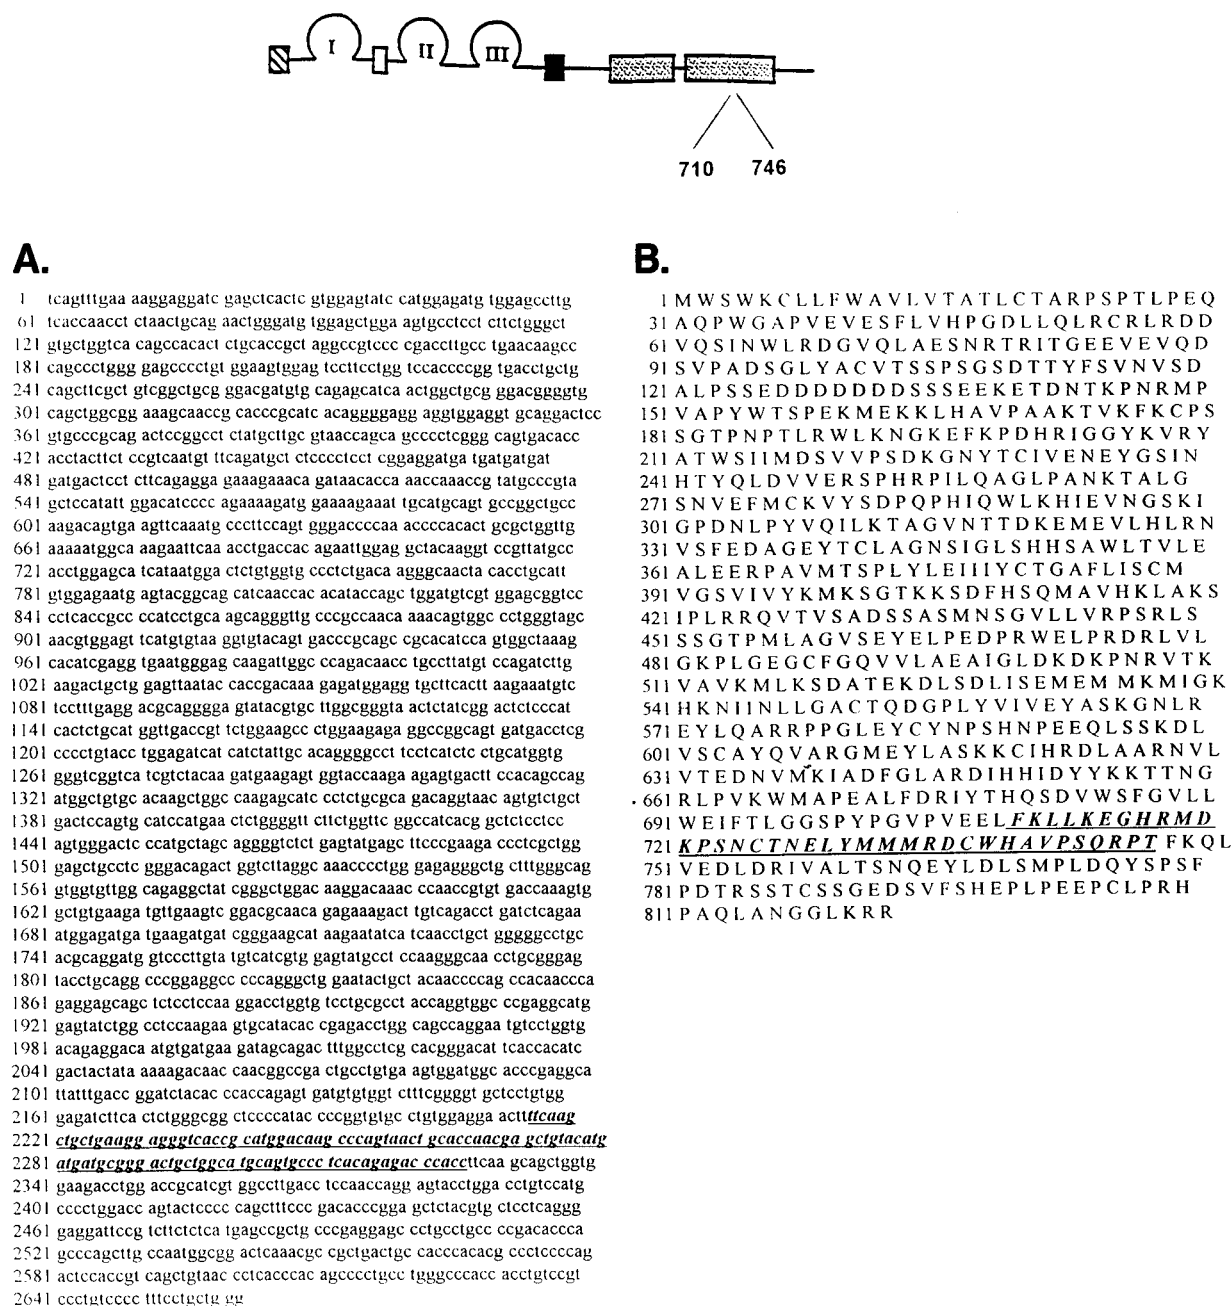 I
II
III
710 746
A.
1 tcagtttgaa aaggaggatc gagctcactc gtggagtatc catggagatg tggagccttg
61 tcaccaacct ctaactgcag aactgggatg tggagctgga agtgcctcct cttctgggct
121 gtgctggtca cagccacact ctgcaccgct aggccgtccc cgaccttgcc tgaacaagcc
181 cagccctggg gagcccctgt ggaagtggag tccttcctgg tccaccccgg tgacctgctg
241 cagcttcgct gtcggctgcg ggacgatgtg cagagcatca actggctgcg ggacggggtg
301 cagctggcgg aaagcaaccg cacccgcatc acaggggagg aggtggaggt gcaggactcc
361 gtgcccgcag actccggcct ctatgcttgc gtaaccagca gcccctcggg cagtgacacc
421 acctacttct ccgtcaatgt ttcagatgct ctcccctcct cggaggatga tgatgatgat
481 gatgactcct cttcagagga gaaagaaaca gataacacca aaccaaaccg tatgcccgta
541 gctccatatt ggacatcccc agaaaagatg gaaaagaaat tgcatgcagt gccggctgcc
601 aagacagtga agttcaaatg cccttccagt gggaccccaa accccacact gcgctggttg
661 aaaaatggca aagaattcaa acctgaccac agaattggag gctacaaggt ccgttatgcc
721 acctggagca tcataatgga ctctgtggtg ccctctgaca agggcaacta cacctgcatt
781 gtggagaatg agtacggcag catcaaccac acataccagc tggatgtcgt ggagcggtcc
841 cctcaccgcc ccatcctgca agcagggttg cccgccaaca aaacagtggc cctgggtagc
901 aacgtggagt tcatgtgtaa ggtgtacagt gacccgcagc cgcacatcca gtggctaaag
961 cacatcgagg tgaatgggag caagattggc ccagacaacc tgccttatgt ccagatcttg
1021 aagactgctg gagttaatac caccgacaaa gagatggagg tgcttcactt aagaaatgtc
1081 tcctttgagg acgcagggga gtatacgtgc ttggcgggta actctatcgg actctcccat
1141 cactctgcat ggttgaccgt tctggaagcc ctggaagaga ggccggcagt gatgacctcg
1201 cccctgtacc tggagatcat catctattgc acaggggcct tcctcatctc ctgcatggtg
1261 gggtcggtca tcgtctacaa gatgaagagt ggtaccaaga agagtgactt ccacagccag
1321 atggctgtgc acaagctggc caagagcatc cctctgcgca gacaggtaac agtgtctgct
1381 gactccagtg catccatgaa ctctggggtt cttctggttc ggccatcacg gctctcctcc
1441 agtgggactc ccatgctagc aggggtctct gagtatgagc ttcccgaaga ccctcgctgg
1501 gagctgcctc gggacagact ggtcttaggc aaacccctgg gagagggctg ctttgggcag
1561 gtggtgttgg cagaggctat cgggctggac aaggacaaac ccaaccgtgt gaccaaagtg
1621 gctgtgaaga tgttgaagtc ggacgcaaca gagaaagact tgtcagacct gatctcagaa
1681 atggagatga tgaagatgat cgggaagcat aagaatatca tcaacctgct gggggcctgc
1741 acgcaggatg gtcccttgta tgtcatcgtg gagtatgcct ccaagggcaa cctgcgggag
1801 tacctgcagg cccggaggcc cccagggctg gaatactgct acaaccccag ccacaaccca
1861 gaggagcagc tctcctccaa ggacctggtg tcctgcgcct accaggtggc ccgaggcatg
1921 gagtatctgg cctccaagaa gtgcatacac cgagacctgg cagccaggaa tgtcctggtg
1981 acagaggaca atgtgatgaa gatagcagac tttggcctcg cacgggacat tcaccacatc
2041 gactactata aaaagacaac caacggccga ctgcctgtga agtggatggc acccgaggca
2101 ttatttgacc ggatctacac ccaccagagt gatgtgtggt ctttcggggt gctcctgtgg
2161 gagatcttca ctctgggcgg ctccccatac cccggtgtgc ctgtggagga acttttcaag
2221 ctgctgaagg agggtcaccg catggacaag cccagtaact gcaccaacga gctgtacatg
2281 atgatgcggg actgctggca tgcagtgccc tcacagagac ccaccttcaa gcagctggtg
2341 gaagacctgg accgcatcgt ggccttgacc tccaaccagg agtacctgga cctgtccatg
2401 cccctggacc agtactcccc cagctttccc gacacccgga gctctacgtg ctcctcaggg
2461 gaggattccg tcttctctca tgagccgctg cccgaggagc cctgcctgcc ccgacaccca
2521 gcccagcttg ccaatggcgg actcaaacgc cgctgactgc cacccacacg ccctccccag
2581 actccaccgt cagctgtaac cctcacccac agcccctgcc tgggcccacc acctgtccgt
2641 ccctgtcccc tttcctgctg gg
B.
1 M W S W K C L L F W A V L V T A T L C T A R P S P T L P E Q
31 A Q P W G A P V E V E S F L V H P G D L L Q L R C R L R D D
61 V Q S I N W L R D G V Q L A E S N R T R I T G E E V E V Q D
91 S V P A D S G L Y A C V T S S P S G S D T T Y F S V N V S D
121 A L P S S E D D D D D D D D S S S E E K E T D N T K P N R M P
151 V A P Y W T S P E K M E K K L H A V P A A K T V K F K C P S
181 S G T P N P T L R W L K N G K E F K P D H R I G G Y K V R Y
211 A T W S I I M D S V V P S D K G N Y T C I V E N E Y G S I N
241 H T Y Q L D V V E R S P H R P I L Q A G L P A N K T A L G
271 S N V E F M C K V Y S D P Q P H I Q W L K H I E V N G S K I
301 G P D N L P Y V Q I L K T A G V N T T D K E M E V L H L R N
331 V S F E D A G E Y T C L A G N S I G L S H H S A W L T V L E
361 A L E E R P A V M T S P L Y L E I I I Y C T G A F L I S C M
391 V G S V I V Y K M K S G T K K S D F H S Q M A V H K L A K S
421 I P L R R Q V T V S A D S S A S M N S G V L L V R P S R L S
451 S S G T P M L A G V S E Y E L P E D P R W E L P R D R L V L
481 G K P L G E G C F G Q V V L A E A I G L D K D K P N R V T K
511 V A V K M L K S D A T E K D L S D L I S E M E M M K M I G K
541 H K N I I N L L G A C T Q D G P L Y V I V E Y A S K G N L R
571 E Y L Q A R R P P G L E Y C Y N P S H N P E E Q L S S K D L
601 V S C A Y Q V A R G M E Y L A S K K C I H R D L A A R N V L
631 V T E D N V M K I A D F G L A R D I H H I D Y Y K K T T N G
661 R L P V K W M A P E A L F D R I Y T H Q S D V W S F G V L L
691 W E I F T L G G S P Y P G V P V E E L F K L L K E G H R M D
721 K P S N C T N E L Y M M M R D C W H A V P S Q R P T F K Q L
751 V E D L D R I V A L T S N Q E Y L D L S M P L D Q Y S P S F
781 P D T R S S T C S S G E D S V F S H E P L P E E P C L P R H
811 P A Q L A N G G L K R R